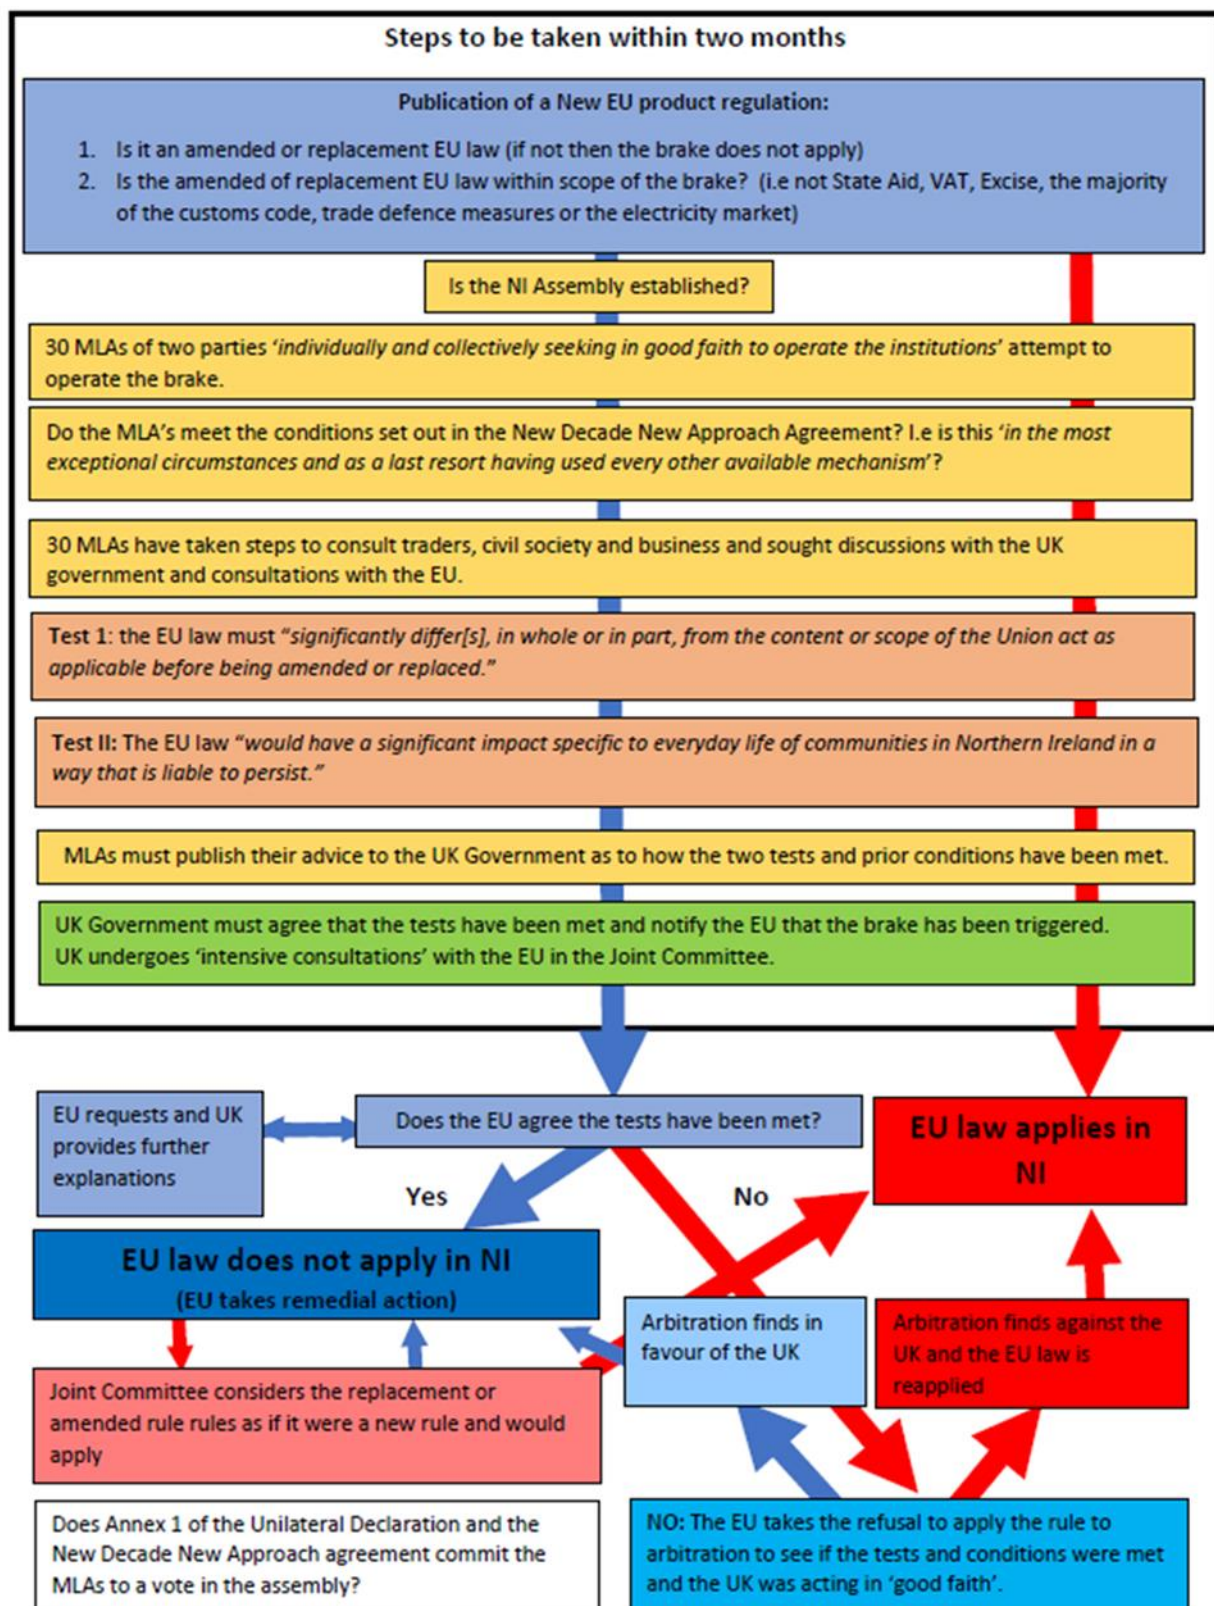 Steps to be taken within two months
Publication of a New EU product regulation:
1. Is it an amended or replacement EU law (if not then the brake does not apply)
2. Is the amended of replacement EU law within scope of the brake? (i.e not State Aid, VAT, Excise, the majority
of the customs code, trade defence measures or the electricity market)
Is the NI Assembly established?
30 MLAs of two parties ‘individually and collectively seeking in good faith to operate the institutions’ attempt to
operate the brake.
Do the MLA’s meet the conditions set out in the New Decade New Approach Agreement? I.e is this ‘in the most
exceptional circumstances and as a last resort having used every other available mechanism’?
30 MLAs have taken steps to consult traders, civil society and business and sought discussions with the UK
government and consultations with the EU.
Test 1: the EU law must “significantly differ[s], in whole or in part, from the content or scope of the Union act as
applicable before being amended or replaced.”
Test II: The EU law “would have a significant impact specific to everyday life of communities in Northern Ireland in a
way that is liable to persist.”
MLAs must publish their advice to the UK Government as to how the two tests and prior conditions have been met.
UK Government must agree that the tests have been met and notify the EU that the brake has been triggered.
UK undergoes ‘intensive consultations’ with the EU in the Joint Committee.
EU requests and UK
provides further
explanations
Does the EU agree the tests have been met?
EU law applies in
NI
Yes
No
EU law does not apply in NI
(EU takes remedial action)
Arbitration finds in
favour of the UK
Arbitration finds against the
UK and the EU law is
reapplied
Joint Committee considers the replacement or
amended rule rules as if it were a new rule and would
apply
Does Annex 1 of the Unilateral Declaration and the
New Decade New Approach agreement commit the
MLAs to a vote in the assembly?
NO: The EU takes the refusal to apply the rule to
arbitration to see if the tests and conditions were met
and the UK was acting in ‘good faith’.